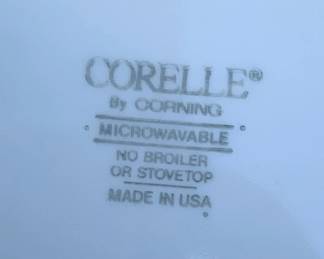 CORELLE®
By CORNING
MICROWAVABLE
NO BROILER
OR STOVETOP
MADE IN USA